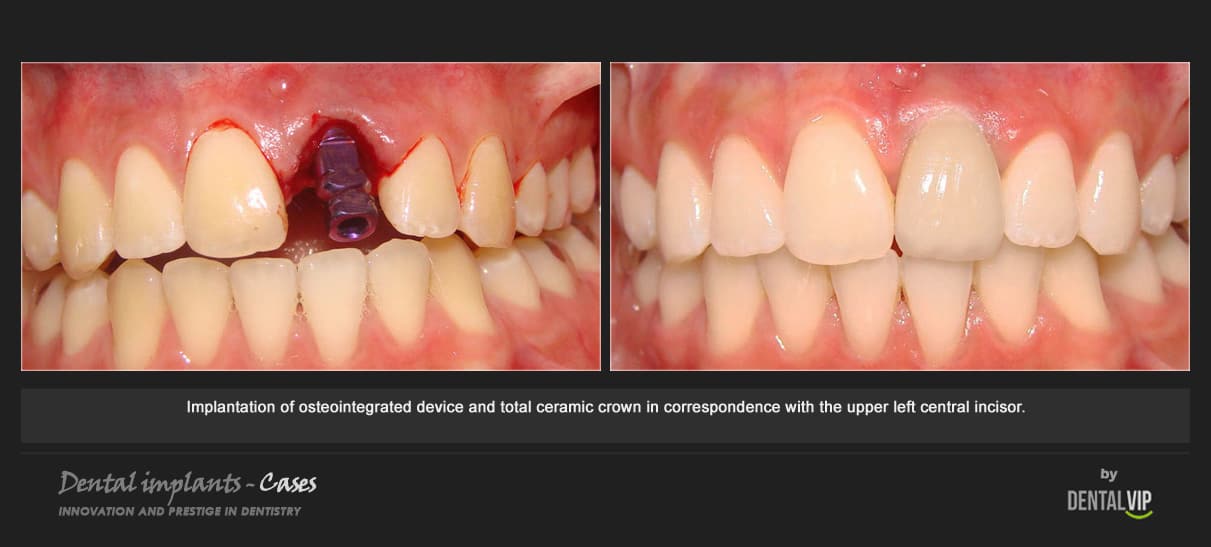 Implantation of osteointegrated device and total ceramic crown in correspondence with the upper left central incisor.
Dental implants - Cases
INNOVATION AND PRESTIGE IN DENTISTRY
by
DENTALVIP